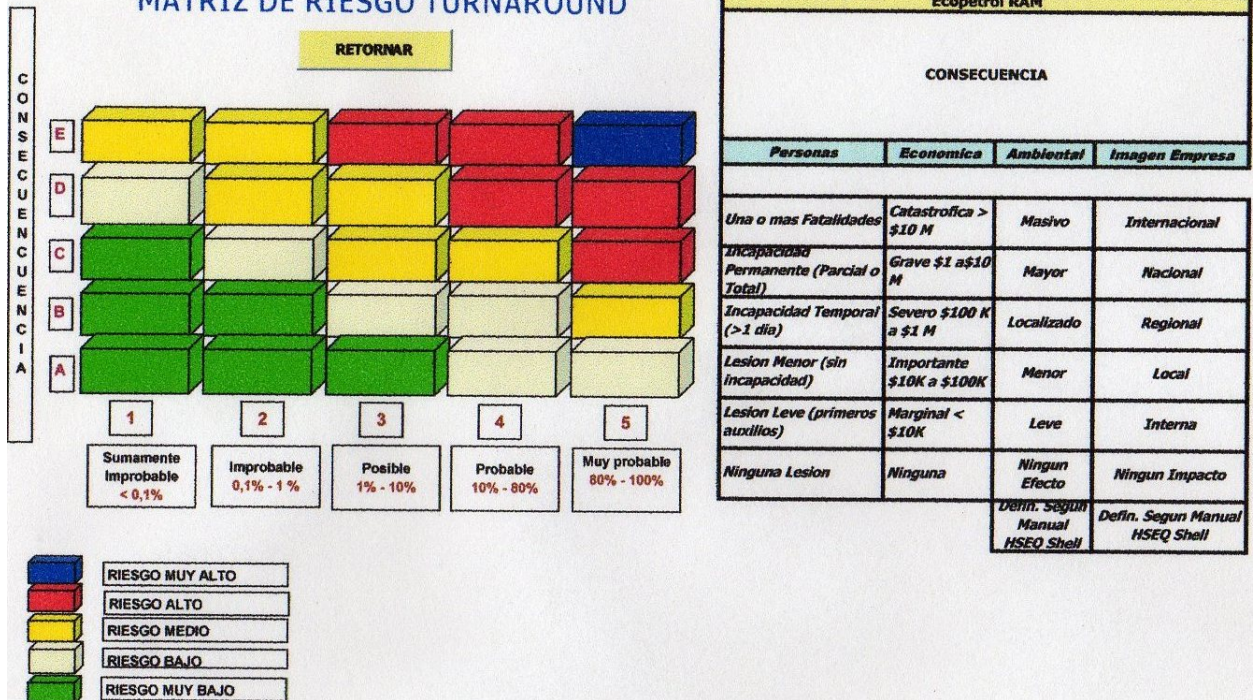 MATRIZ DE RIESGO TURNAROUND
RETORNAR
CONSECUENCIA
E
D
C
B
A
1
2
3
4
5
Sumamente
Improbable
< 0,1%
Improbable
0,1% - 1 %
Posible
1% - 10%
Probable
10% - 80%
Muy probable
80% - 100%
RIESGO MUY ALTO
RIESGO ALTO
RIESGO MEDIO
RIESGO BAJO
RIESGO MUY BAJO
Ecopetrol RAM
CONSECUENCIA
Personas Economica Ambiental Imagen Empresa
Una o mas Fatalidades
Catastrofica >
$10 M
Masivo
Internacional
Incapacidad
Permanente (Parcial o
Total)
Grave $1 a$10
M
Mayor
Nacional
Incapacidad Temporal
(>1 dia)
Severo $100 K
a $1 M
Localizado
Regional
Lesion Menor (sin
incapacidad)
Importante
$10K a $100K
Menor
Local
Lesion Leve (primeros
auxilios)
Marginal <
$10K
Leve
Interna
Ninguna Lesion
Ninguna
Ningun
Efecto
Ningun Impacto
Defin. Segun
Manual
HSEQ Shell
Defin. Segun Manual
HSEQ Shell